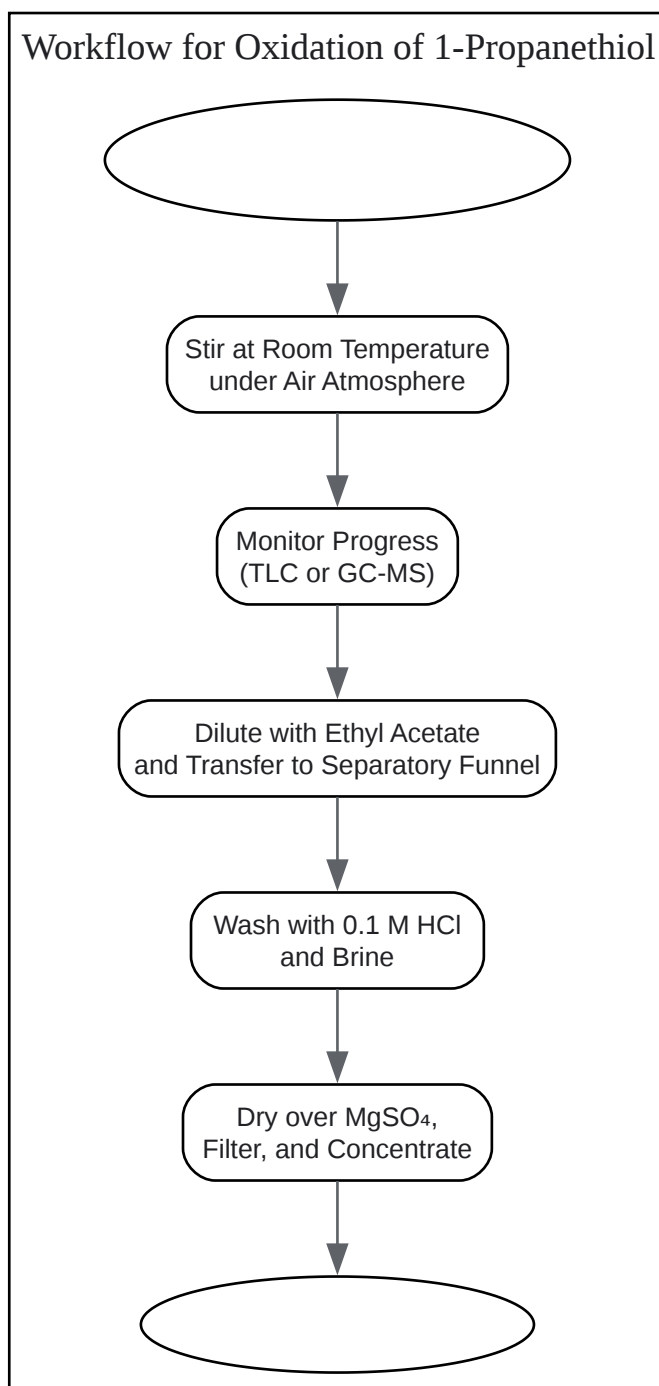 Workflow for Oxidation of 1-Propanethiol
Stir at Room Temperature
under Air Atmosphere
Monitor Progress
(TLC or GC-MS)
Dilute with Ethyl Acetate
and Transfer to Separatory Funnel
Wash with 0.1 M HCl
and Brine
Dry over MgSO₄,
Filter, and Concentrate